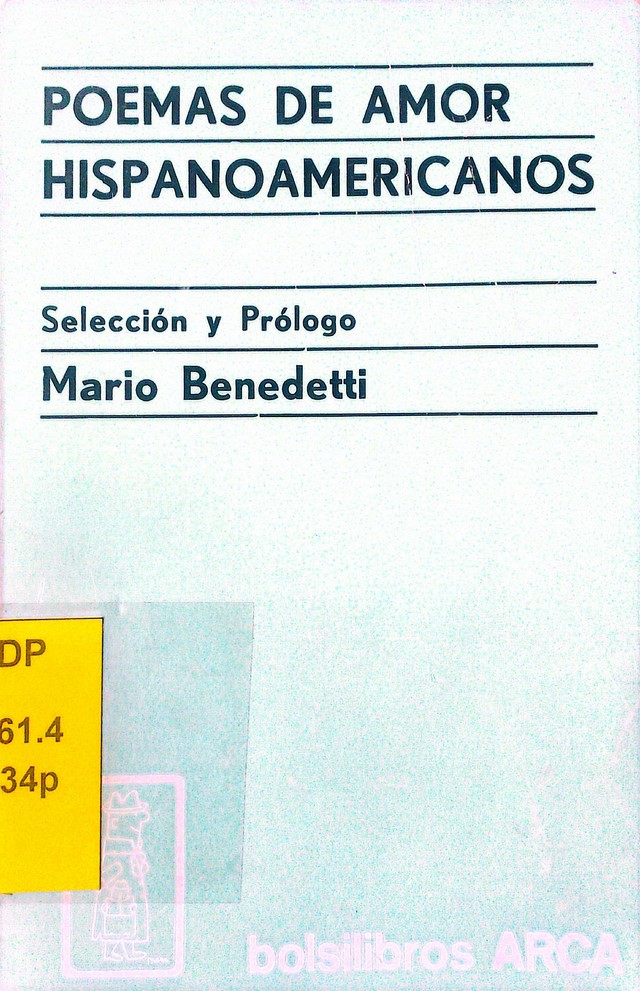 POEMAS DE AMOR
HISPANOAMERICANOS
Selección y Prólogo
Mario Benedetti
DP
61.4
34p
bolsilibros ARCA